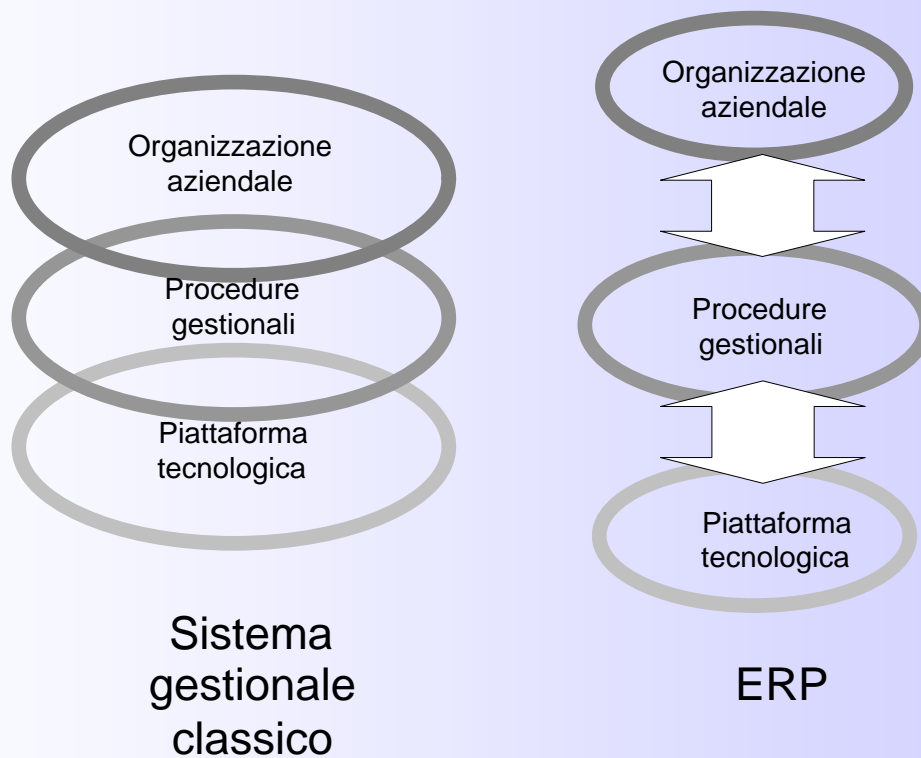 Organizzazione
aziendale
Procedure
gestionali
Piattaforma
tecnologica
Sistema
gestionale
classico
Organizzazione
aziendale
Procedure
gestionali
Piattaforma
tecnologica
ERP